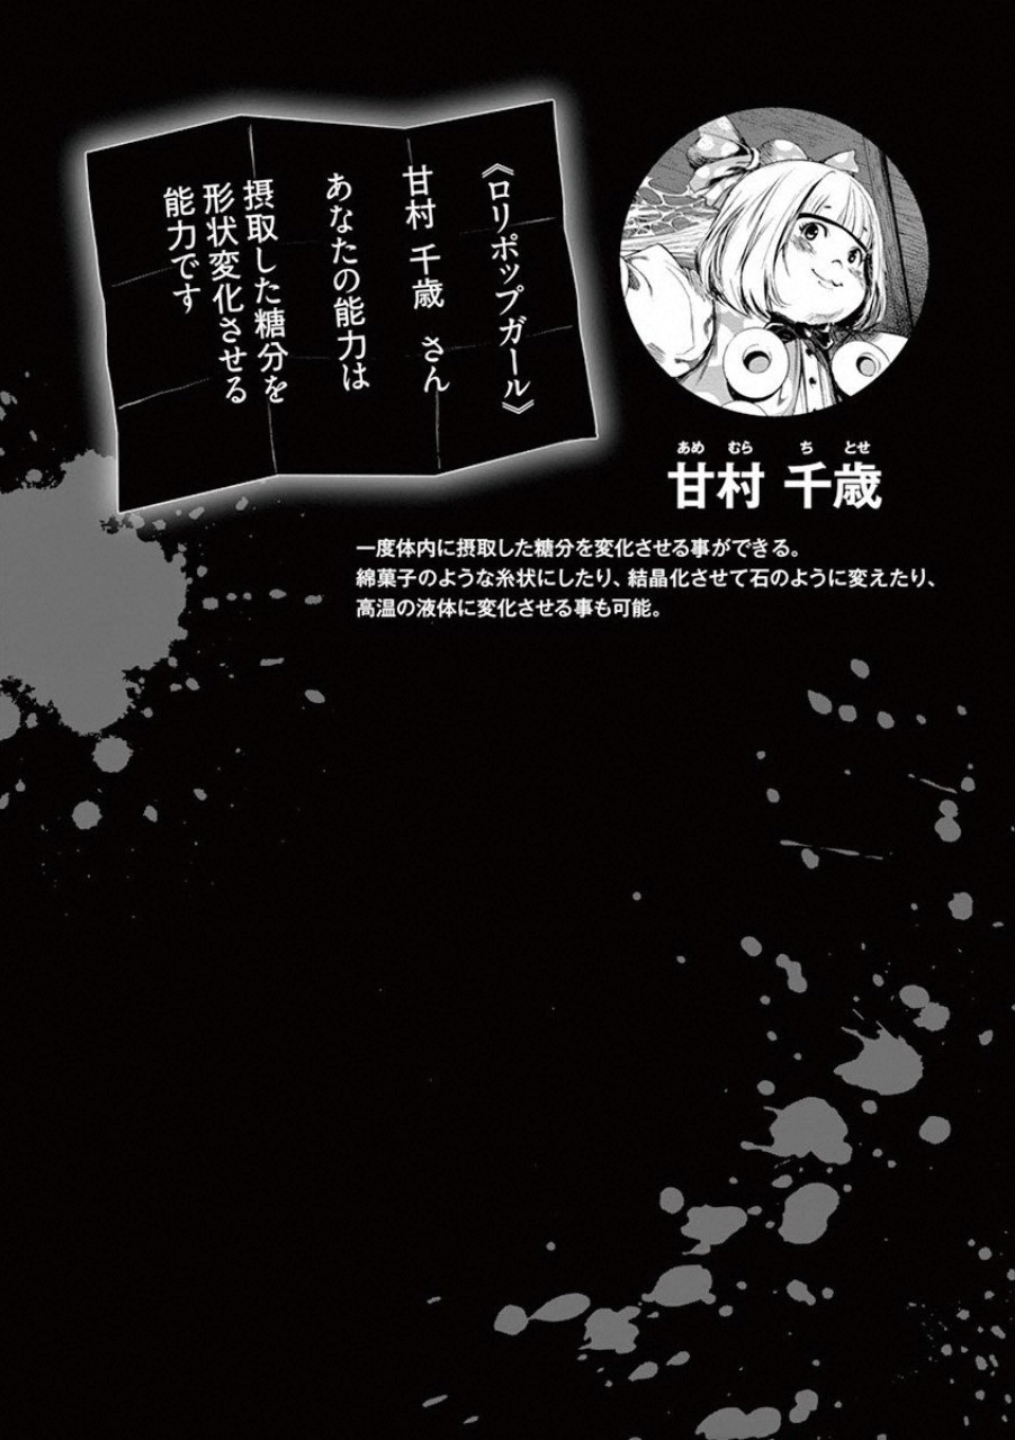 《ロリポップガール》
甘村 千歳 さん
あなたの能力は
摂取した糖分を
形状変化させる
能力です
あめ むら ち とせ
甘村 千歳
一度体内に摂取した糖分を変化させる事ができる。
綿菓子のような糸状にしたり、結晶化させて石のように変えたり、
高温の液体に変化させる事も可能。